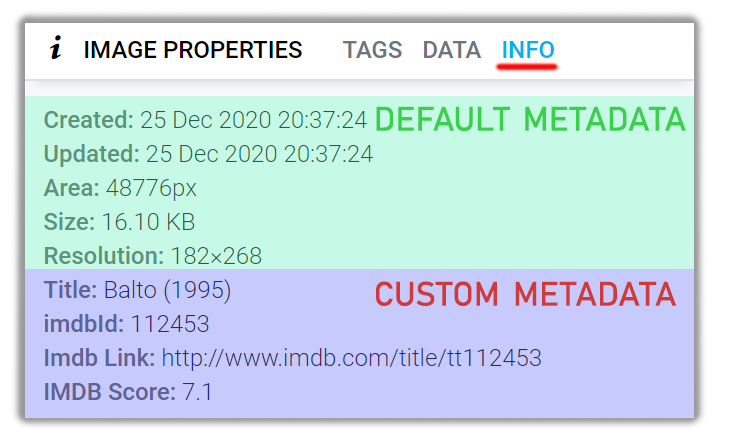 i IMAGE PROPERTIES TAGS DATA INFO
Created: 25 Dec 2020 20:37:24 DEFAULT METADATA
Updated: 25 Dec 2020 20:37:24
Area: 48776px
Size: 16.10 KB
Resolution: 182×268
Title: Balto (1995) CUSTOM METADATA
imdbId: 112453
Imdb Link: http://www.imdb.com/title/tt112453
IMDB Score: 7.1